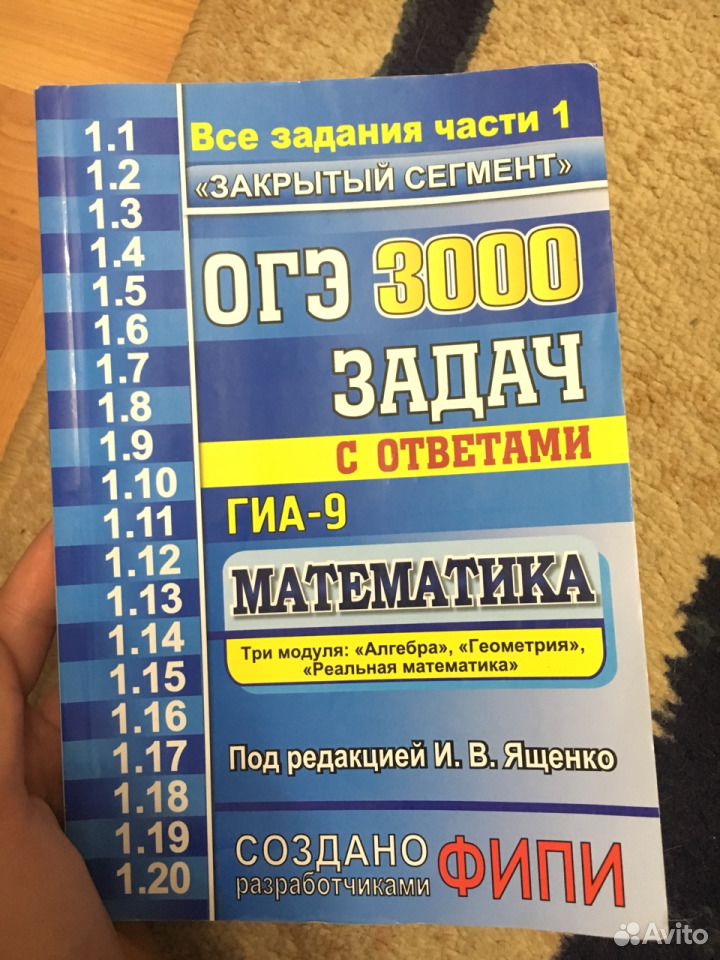 1.1
1.2
1.3
1.4
1.5
1.6
1.7
1.8
1.9
1.10
1.11
1.12
1.13
1.14
1.15
1.16
1.17
1.18
1.19
1.20
Все задания части 1
«ЗАКРЫТЫЙ СЕГМЕНТ»
ОГЭ 3000
ЗАДАЧ
С ОТВЕТАМИ
ГИА-9
МАТЕМАТИКА
Три модуля: «Алгебра», «Геометрия»,
«Реальная математика»
Под редакцией И. В. Ященко
СОЗДАНО
разработчиками
ФИПИ
Avito